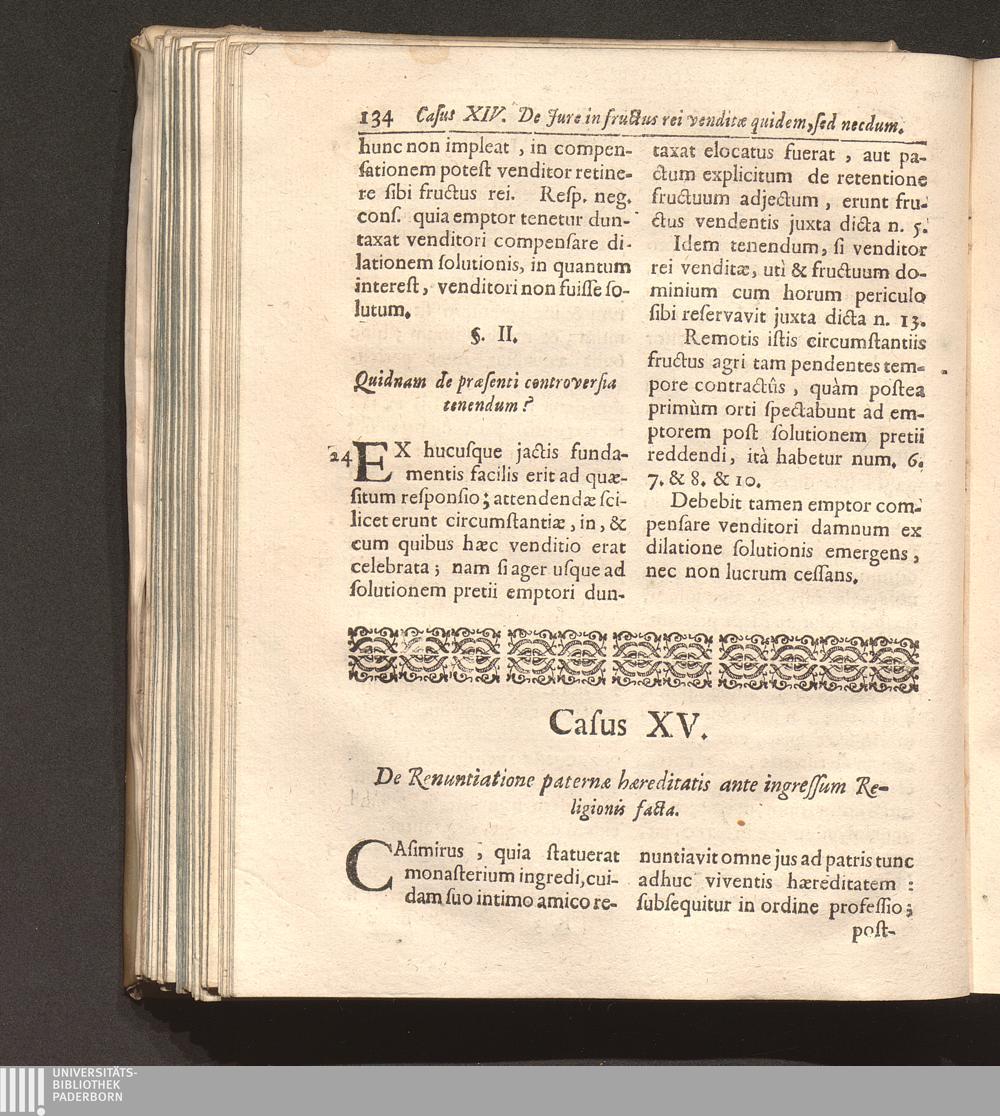 134 Caſus XIV. De Jure in fructus rei venditæ quidem, ſed necdum.
hunc non impleat , in compen-
ſationem poteſt venditor retine-
re ſibi fructus rei. Reſp. neg.
conſ. quia emptor tenetur dun-
taxat venditori compenſare di-
lationem ſolutionis, in quantum
intereſt, venditori non fuiſſe ſo-
lutum.
§. II.
Quidnam de præſenti controverſia
tenendum?
24 EX hucuſque jactis funda-
mentis facilis erit ad quæ-
ſitum reſponſio; attendendæ ſci-
licet erunt circumſtantiæ, in, &
cum quibus hæc venditio erat
celebrata; nam ſi ager uſque ad
ſolutionem pretii emptori dun-
taxat elocatus fuerat , aut pa-
ctum explicitum de retentione
fructuum adjectum , erunt fru-
ctus vendentis juxta dicta n. 5.
Idem tenendum, ſi venditor
rei venditæ, utì & fructuum do-
minium cum horum periculo
ſibi reſervavit juxta dicta n. 13.
Remotis iſtis circumſtantiis
fructus agri tam pendentes tem-
pore contractûs , quàm poſtea
primùm orti ſpectabunt ad em-
ptorem poſt ſolutionem pretii
reddendi, ità habetur num. 6.
7. & 8. & 10.
Debebit tamen emptor com-
penſare venditori damnum ex
dilatione ſolutionis emergens,
nec non lucrum ceſſans.
Caſus XV.
De Renuntiatione paternæ hæreditatis ante ingreſſum Re-
ligionis facta.
CAſimirus , quia ſtatuerat
monaſterium ingredi, cui-
dam ſuo intimo amico re-
nuntiavit omne jus ad patris tunc
adhuc viventis hæreditatem :
ſubſequitur in ordine profeſſio;
poſt-
UNIVERSITÄTS-
BIBLIOTHEK
PADERBORN